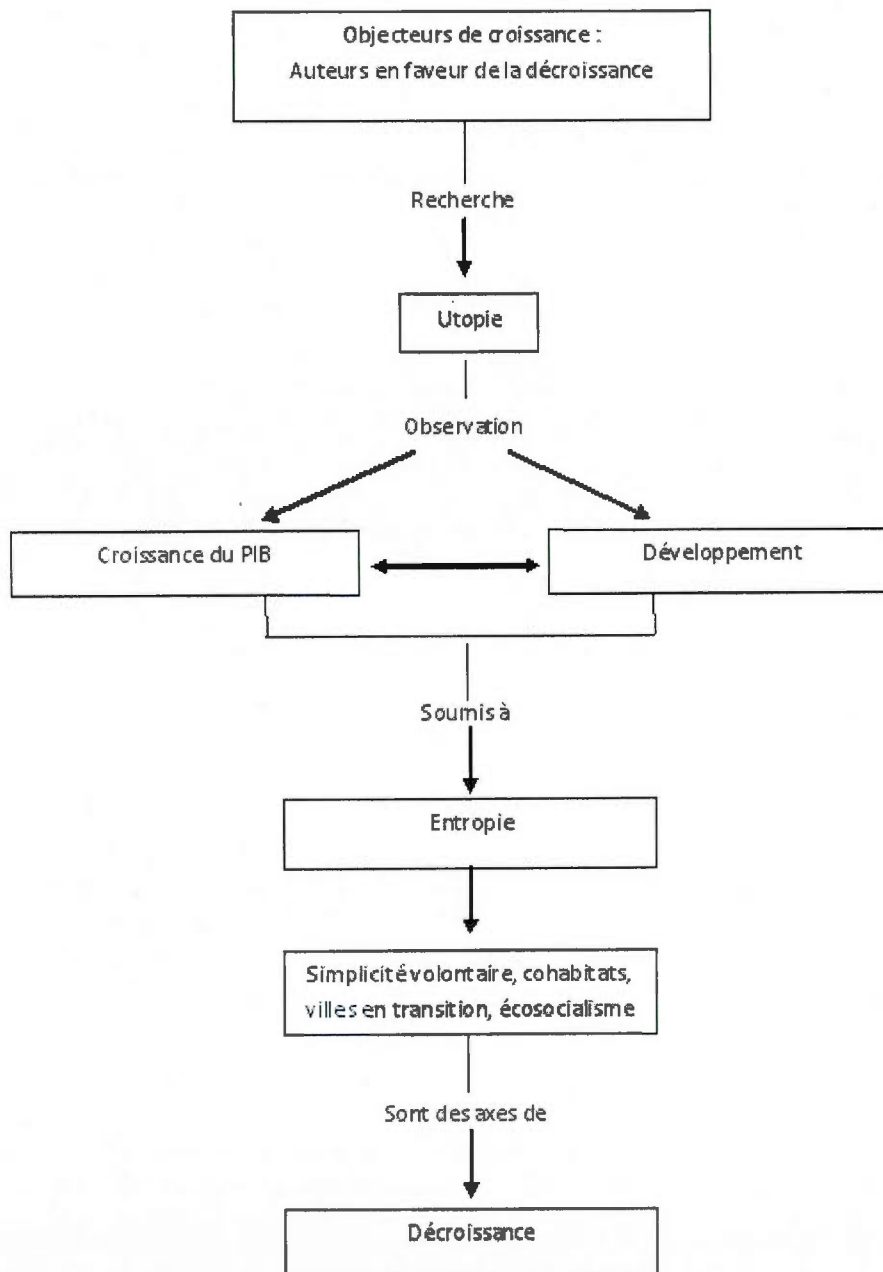 Objecteurs de croissance :
Auteurs en faveur de la décroissance
Recherche
Utopie
Observation
Croissance du PIB
Développement
Soumis à
Entropie
Simplicité volontaire, cohabitats,
villes en transition, écosocialisme
Sont des axes de
Décroissance